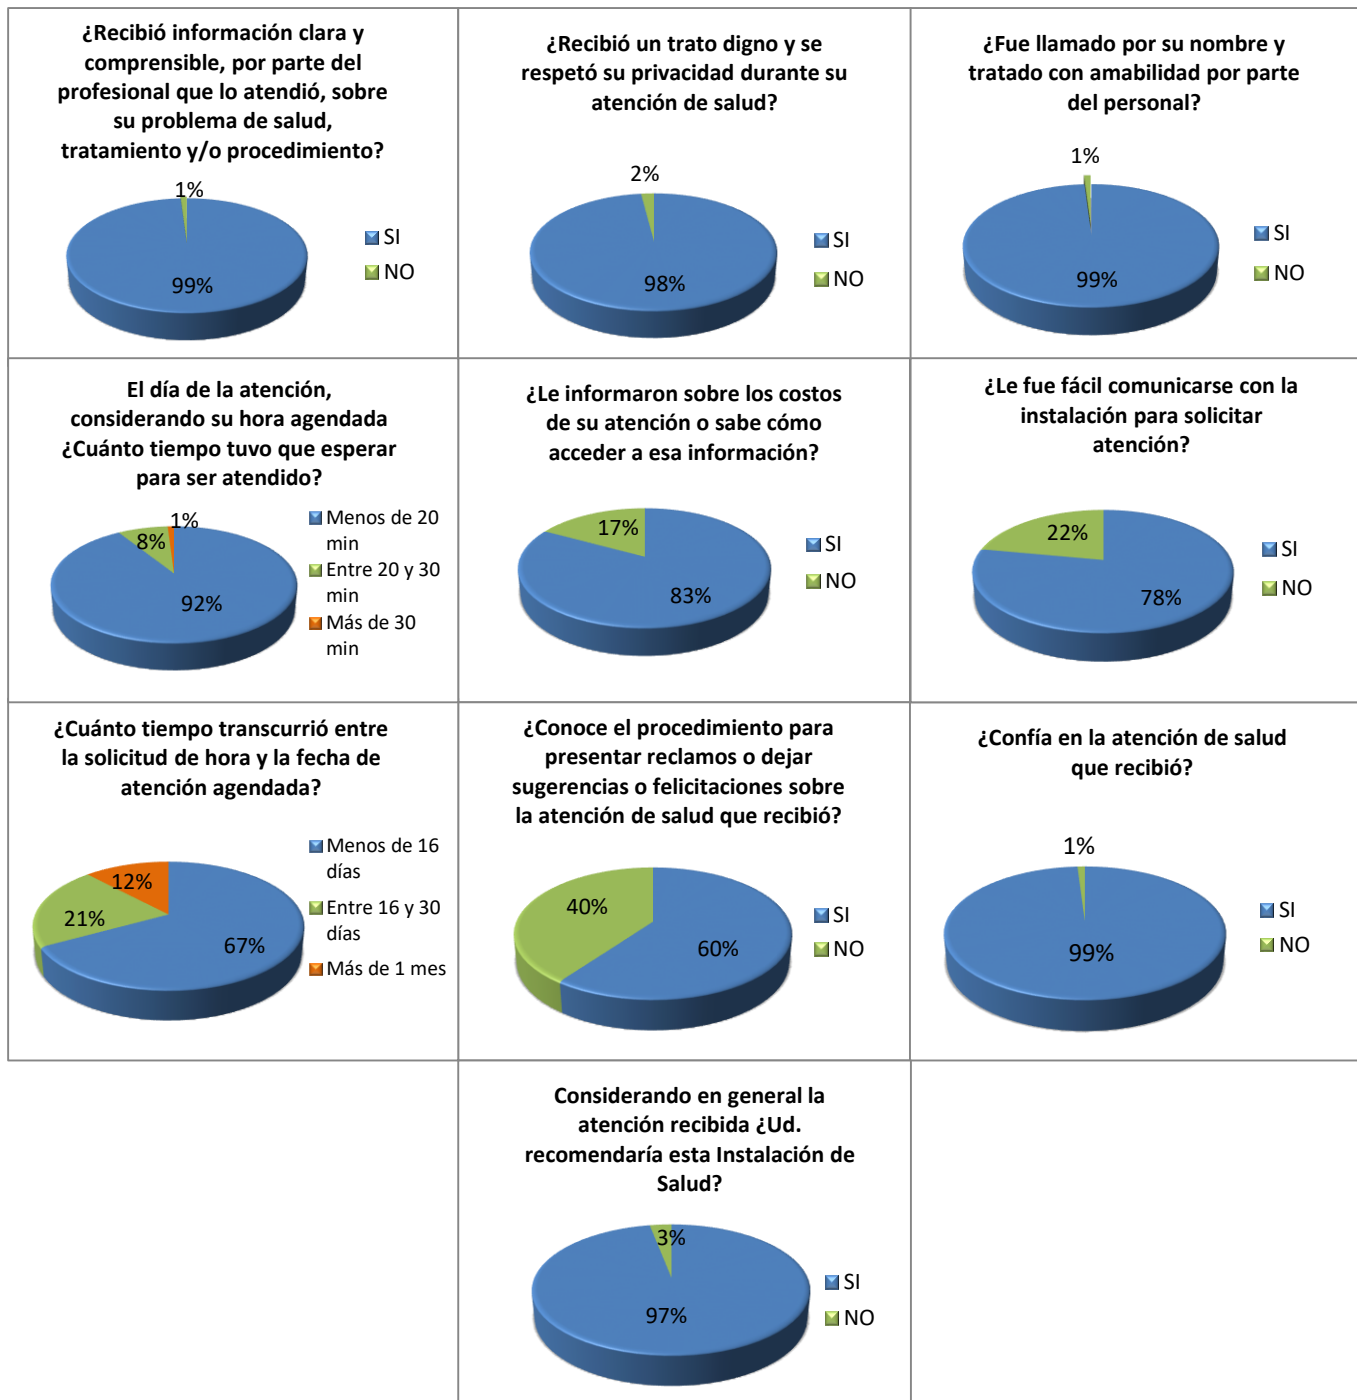 ¿Recibió información clara y
comprensible, por parte del
profesional que lo atendió, sobre
su problema de salud,
tratamiento y/o procedimiento?
1%
99%
SI
NO
¿Recibió un trato digno y se
respetó su privacidad durante su
atención de salud?
2%
98%
SI
NO
¿Fue llamado por su nombre y
tratado con amabilidad por parte
del personal?
1%
99%
SI
NO
El día de la atención,
considerando su hora agendada
¿Cuánto tiempo tuvo que esperar
para ser atendido?
1%
8%
92%
Menos de 20
min
Entre 20 y 30
min
Más de 30
min
¿Le informaron sobre los costos
de su atención o sabe cómo
acceder a esa información?
17%
83%
SI
NO
¿Le fue fácil comunicarse con la
instalación para solicitar
atención?
22%
78%
SI
NO
¿Cuánto tiempo transcurrió entre
la solicitud de hora y la fecha de
atención agendada?
12%
21%
67%
Menos de 16
días
Entre 16 y 30
días
Más de 1 mes
¿Conoce el procedimiento para
presentar reclamos o dejar
sugerencias o felicitaciones sobre
la atención de salud que recibió?
40%
60%
SI
NO
¿Confía en la atención de salud
que recibió?
1%
99%
SI
NO
Considerando en general la
atención recibida ¿Ud.
recomendaría esta Instalación de
Salud?
3%
97%
SI
NO